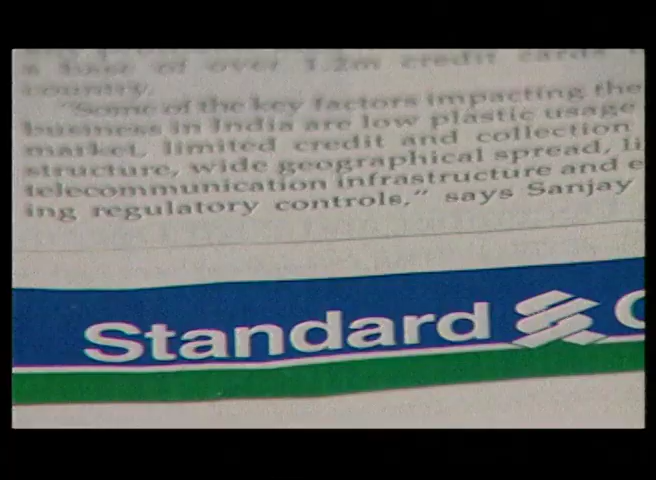 a base of over 1.2m credit cards
country.
"Some of the key factors impacting the
business in India are low plastic usage
market, limited credit and collection
structure, wide geographical spread, li
telecommunication infrastructure and e
ing regulatory controls," says Sanjay
Standard C